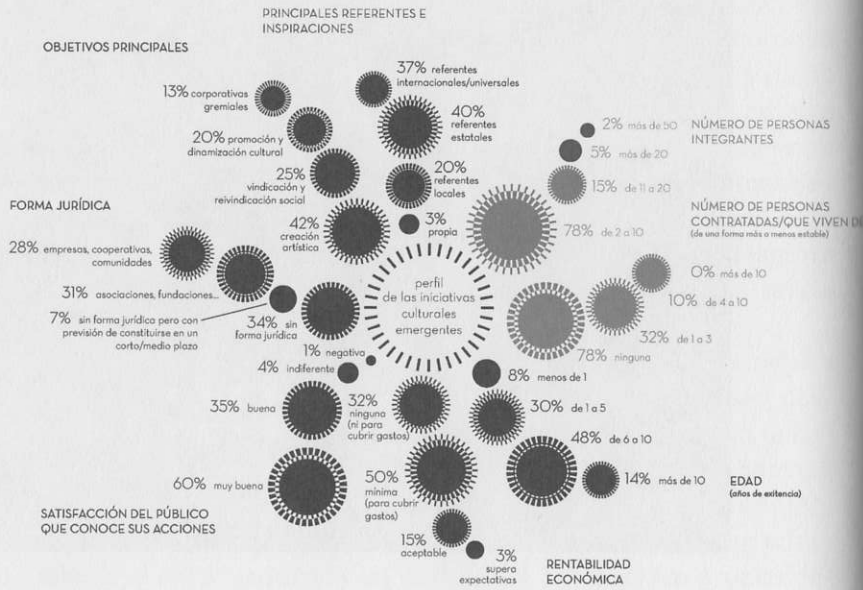 PRINCIPALES REFERENTES E
INSPIRACIONES
37% referentes
internacionales/universales
40%
referentes
estatales
20%
referentes
locales
3%
propia
OBJETIVOS PRINCIPALES
13% corporativas
gremiales
20% promoción y
dinamización cultural
25%
vindicación y
reivindicación social
42%
creación
artística
NÚMERO DE PERSONAS
INTEGRANTES
2% más de 50
5% más de 20
15% de 11 a 20
78% de 2 a 10
NÚMERO DE PERSONAS
CONTRATADAS/QUE VIVEN
(de una forma más o menos estable)
0% más de 10
10% de 4 a 10
32% de 1 a 3
78% ninguna
FORMA JURÍDICA
28% empresas, cooperativas,
comunidades
31% asociaciones, fundaciones...
7% sin forma jurídica pero con
previsión de constituirse en un
corto/medio plazo
34% sin
forma jurídica
perfil
de las iniciativas
culturales
emergentes
1% negativa
4% indiferente
35% buena
60% muy buena
SATISFACCIÓN DEL PÚBLICO
QUE CONOCE SUS ACCIONES
32%
ninguna
(ni para
cubrir gastos)
50%
mínima
(para cubrir
gastos)
15%
aceptable
3%
supera
expectativas
RENTABILIDAD
ECONÓMICA
8% menos de 1
30% de 1 a 5
48% de 6 a 10
14% más de 10
EDAD
(años de exitencia)